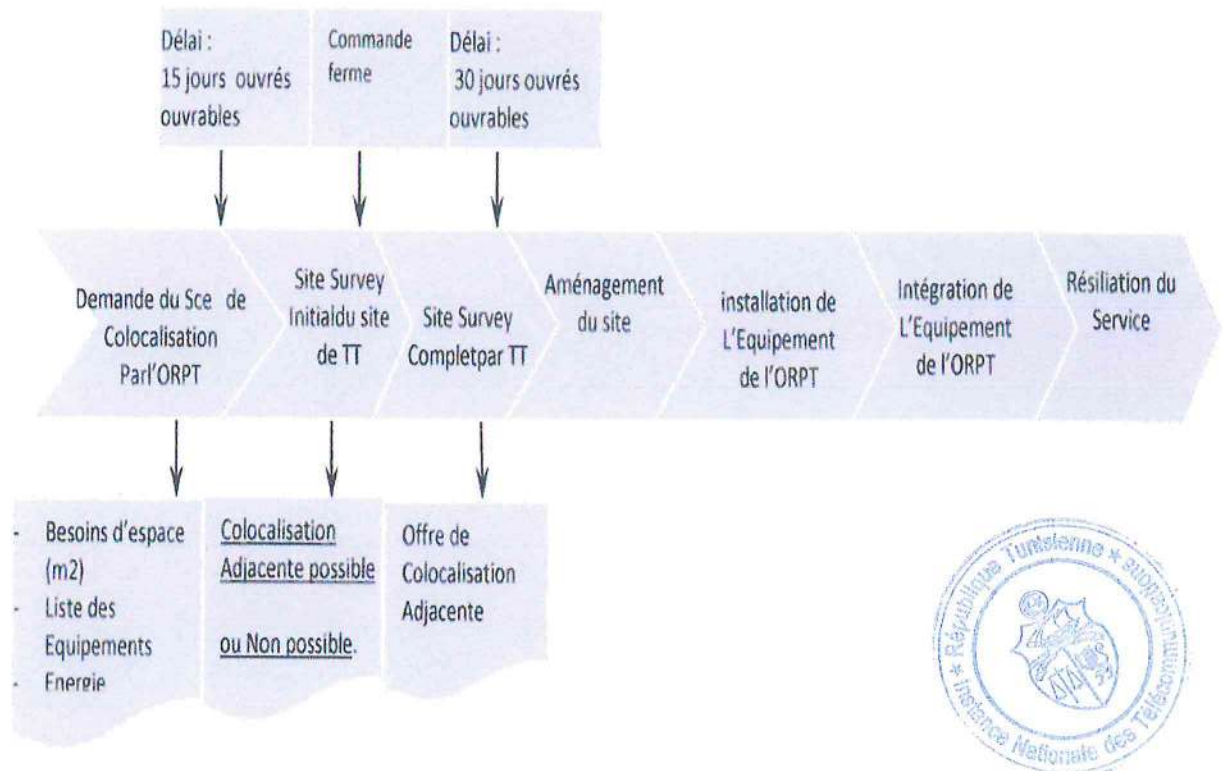 Délai :
15 jours ouvrés
ouvrables
Commande
ferme
Délai :
30 jours ouvrés
ouvrables
Demande du Sce de
Colocalisation
Parl'ORPT
Site Survey
Initialdu site
de TT
Site Survey
Completpar TT
Aménagement
du site
installation de
L'Equipement
de l'ORPT
Intégration de
L'Equipement
de l'ORPT
Résiliation du
Service
- Besoins d'espace
(m2)
- Liste des
Equipements
- Energie
Colocalisation
Adjacente possible
ou Non possible.
Offre de
Colocalisation
Adjacente
* République Tunisienne *
Instance Nationale des Télécommunications